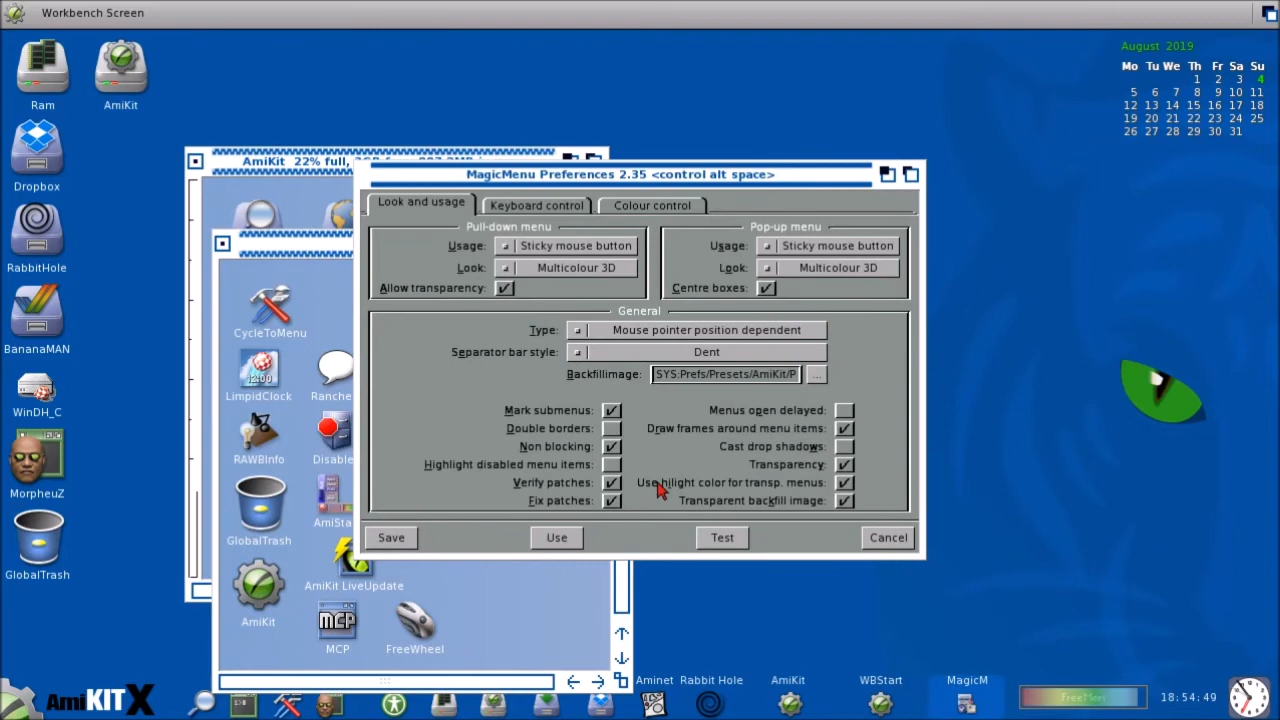 Workbench Screen
August 2019
Mo Tu We Th Fr Sa Su
1 2 3 4
5 6 7 8 9 10 11
12 13 14 15 16 17 18
19 20 21 22 23 24 25
26 27 28 29 30 31
Ram
AmiKit
Dropbox
RabbitHole
BananaMAN
WinDH_C
MorpheuZ
GlobalTrash
AmiKit 22% full,
CycleToMenu
LimpidClock
Ranche
RAWBInfo
Disable
GlobalTrash
AmiSta
AmiKit LiveUpdate
AmiKit
MCP
MCP
FreeWheel
MagicMenu Preferences 2.35 <control alt space>
Look and usage
Keyboard control
Colour control
Pull-down menu
Usage: Sticky mouse button
Look: Multicolour 3D
Allow transparency:
Pop-up menu
Usage: Sticky mouse button
Look: Multicolour 3D
Centre boxes:
General
Type: Mouse pointer position dependent
Separator bar style: Dent
Backfillimage: SYS:Prefs/Presets/AmiKit/P ...
Mark submenus:
Double borders:
Non blocking:
Highlight disabled menu items:
Verify patches:
Fix patches:
Menus open delayed:
Draw frames around menu items:
Cast drop shadows:
Transparency:
Use hilight color for transp. menus:
Transparent backfill image:
Save
Use
Test
Cancel
AmiKIT X
Aminet
Rabbit Hole
AmiKit
WBStart
MagicM
18:54:49